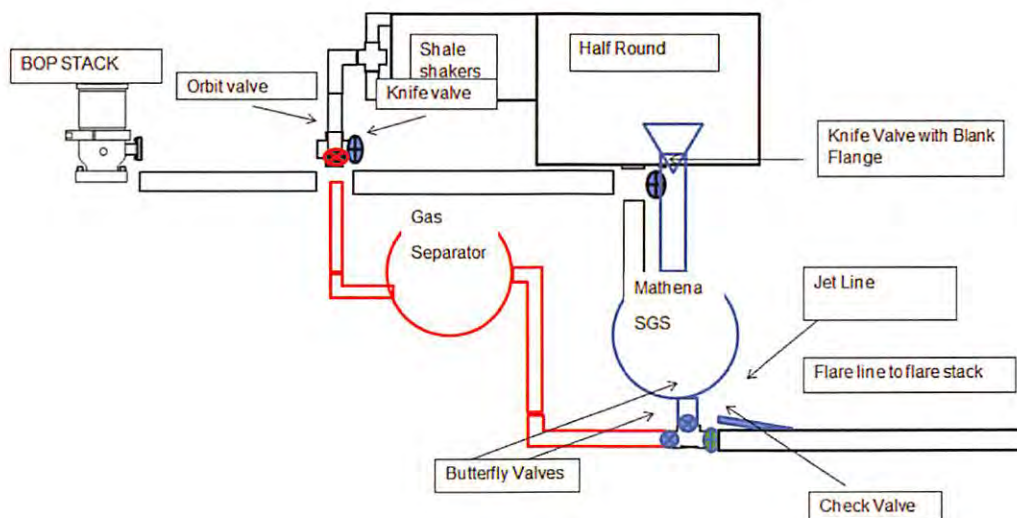 BOP STACK
Orbit valve
Shale
shakers
Knife valve
Half Round
Knife Valve with Blank
Flange
Gas
Separator
Mathena
SGS
Jet Line
Flare line to flare stack
Butterfly Valves
Check Valve